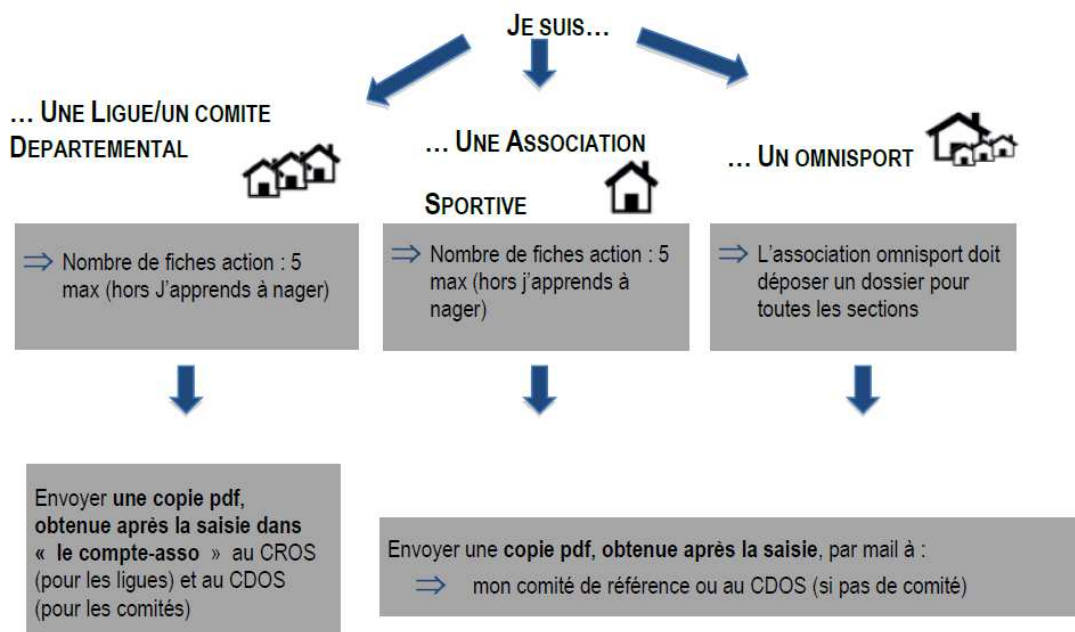 JE SUIS…
… UNE LIGUE/UN COMITE
DEPARTEMENTAL
… UNE ASSOCIATION
SPORTIVE
… UN OMNISPORT
⇒ Nombre de fiches action : 5
max (hors J’apprends à nager)
⇒ Nombre de fiches action : 5
max (hors j’apprends à
nager)
⇒ L’association omnisport doit
déposer un dossier pour
toutes les sections
Envoyer une copie pdf,
obtenue après la saisie dans
« le compte-asso » au CROS
(pour les ligues) et au CDOS
(pour les comités)
Envoyer une copie pdf, obtenue après la saisie, par mail à :
⇒ mon comité de référence ou au CDOS (si pas de comité)